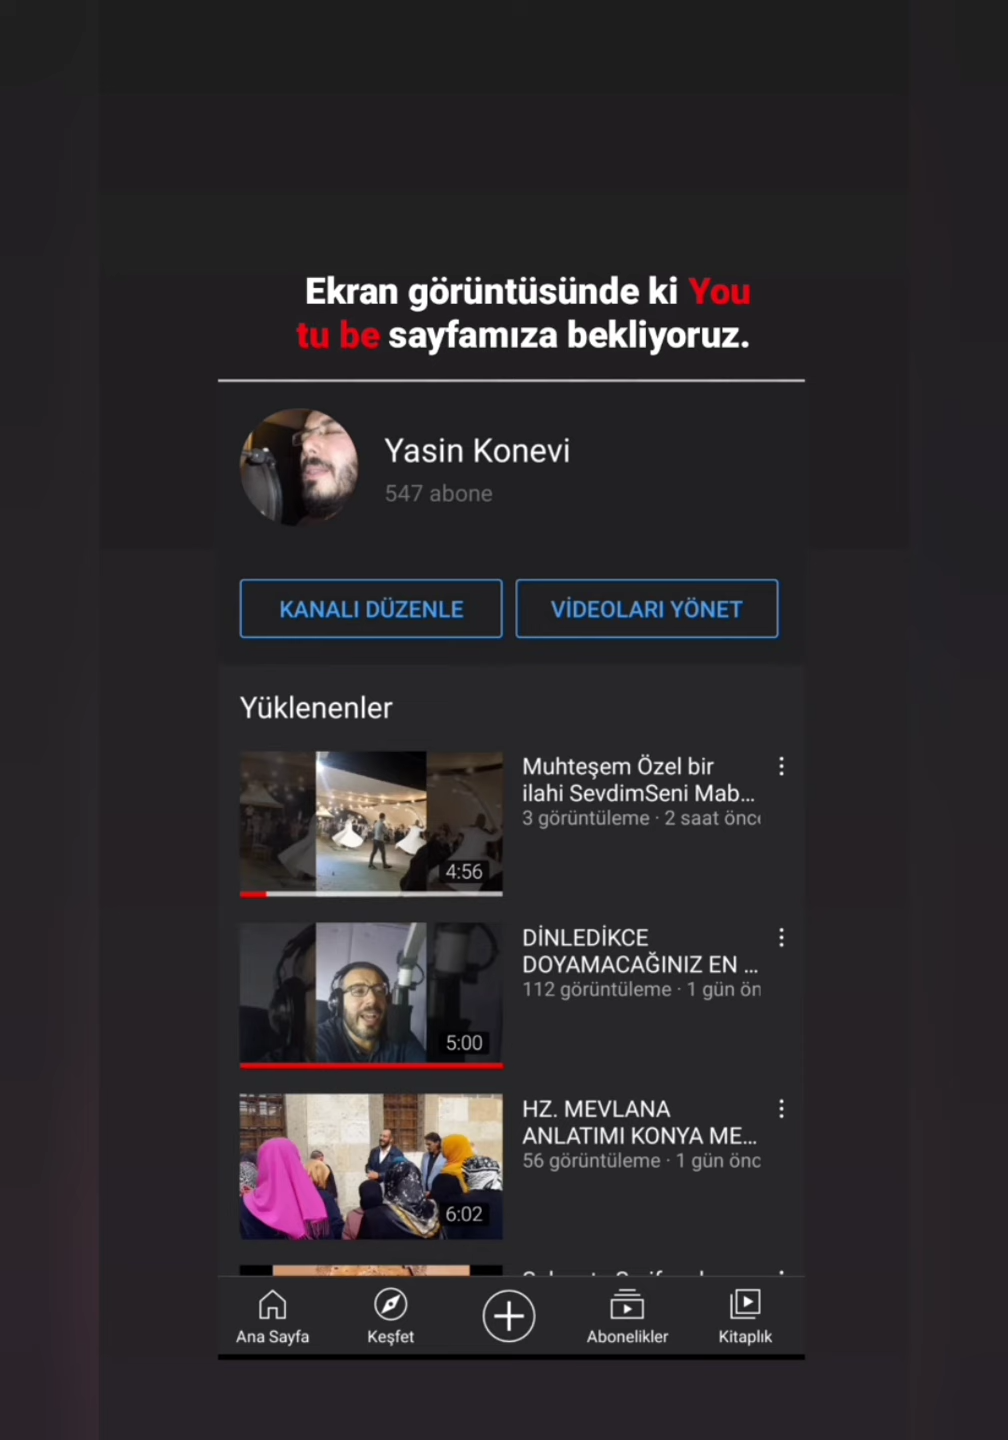 Ekran görüntüsünde ki You
tu be sayfamıza bekliyoruz.
Yasin Konevi
547 abone
KANALI DÜZENLE
VİDEOLARI YÖNET
Yüklenenler
Muhteşem Özel bir
ilahi SevdimSeni Mab...
3 görüntüleme · 2 saat önce
4:56
DİNLEDİKCE
DOYAMACAĞINIZ EN ...
112 görüntüleme · 1 gün ön
5:00
HZ. MEVLANA
ANLATIMI KONYA ME...
56 görüntüleme · 1 gün önc
6:02
Ana Sayfa
Keşfet
Abonelikler
Kitaplık